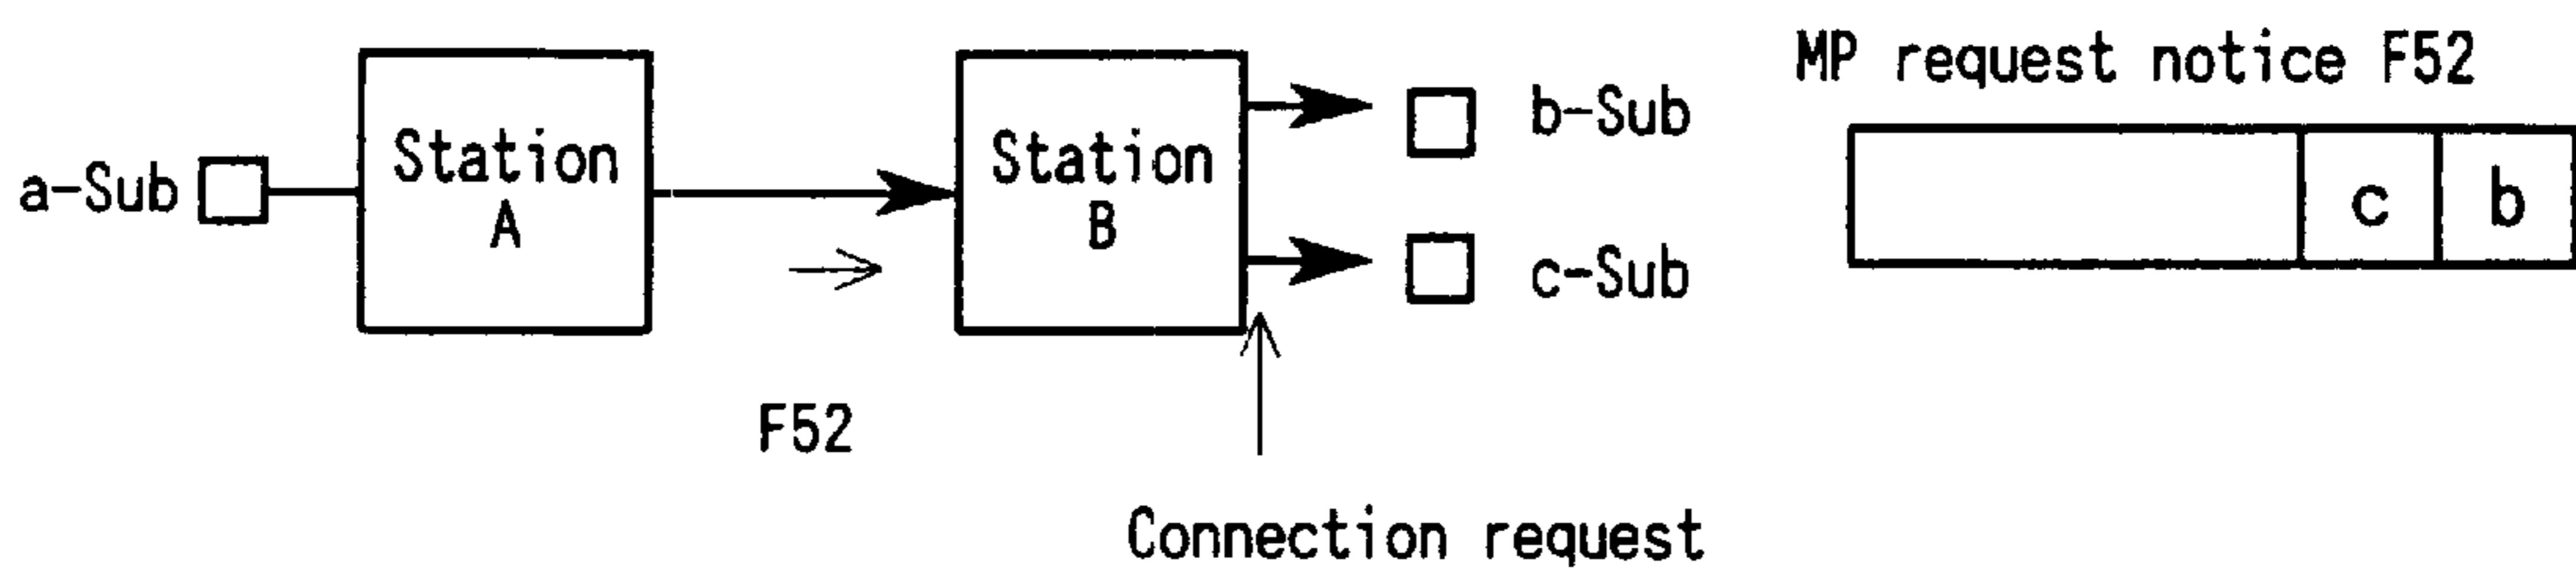 a-Sub
Station
A
Station
B
b-Sub
c-Sub
MP request notice F52
c
b
F52
Connection request